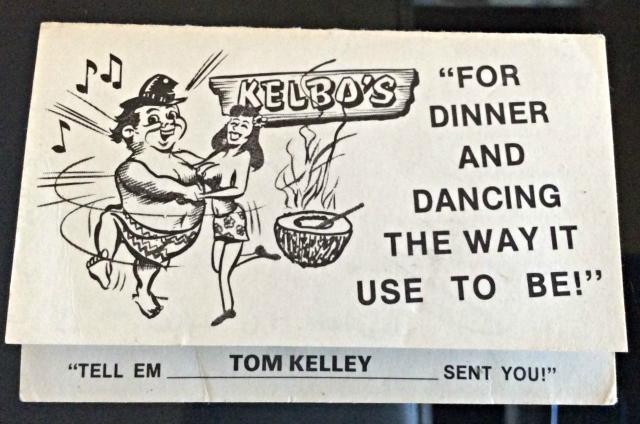 KELBO'S
"FOR
DINNER
AND
DANCING
THE WAY IT
USE TO BE!"
"TELL EM TOM KELLEY SENT YOU!"